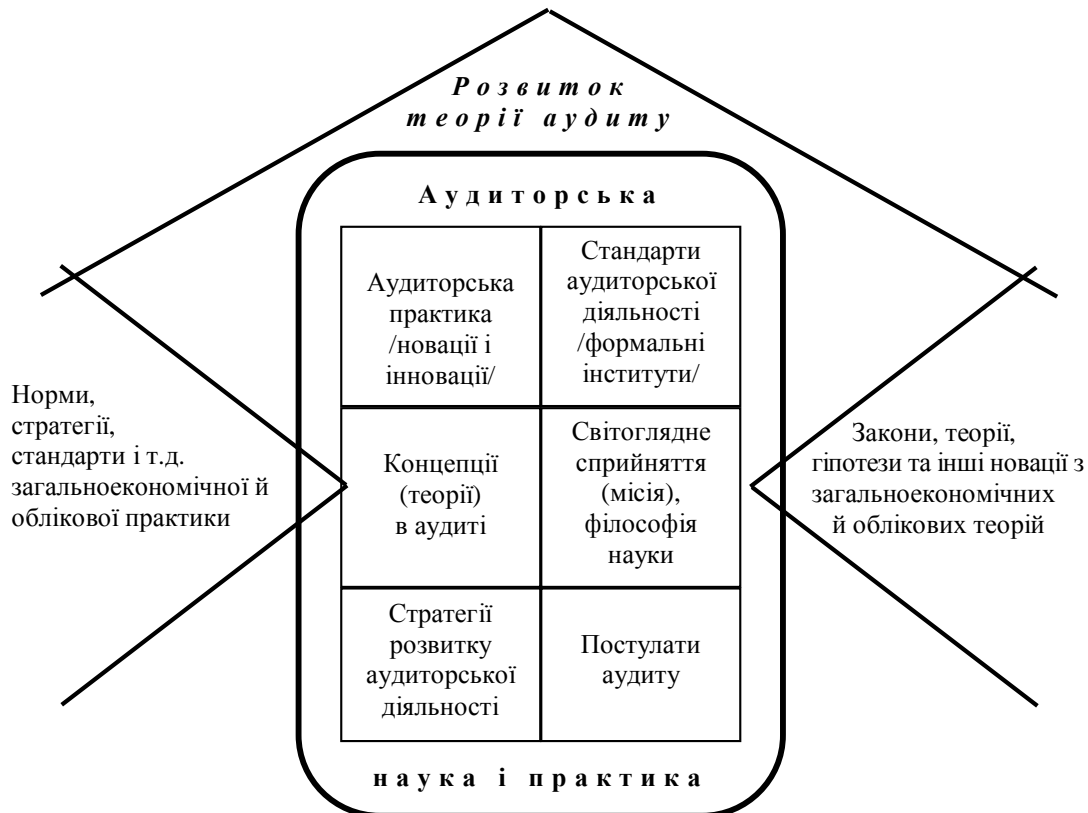 Розвиток
теорії аудиту
Аудиторська
Аудиторська
практика
/новації і
інновації/
Стандарти
аудиторської
діяльності
/формальні
інститути/
Норми,
стратегії,
стандарти і т.д.
загальноекономічної й
облікової практики
Концепції
(теорії)
в аудиті
Світоглядне
сприйняття
(місія),
філософія
науки
Закони, теорії,
гіпотези та інші новації з
загальноекономічних
й облікових теорій
Стратегії
розвитку
аудиторської
діяльності
Постулати
аудиту
наука і практика